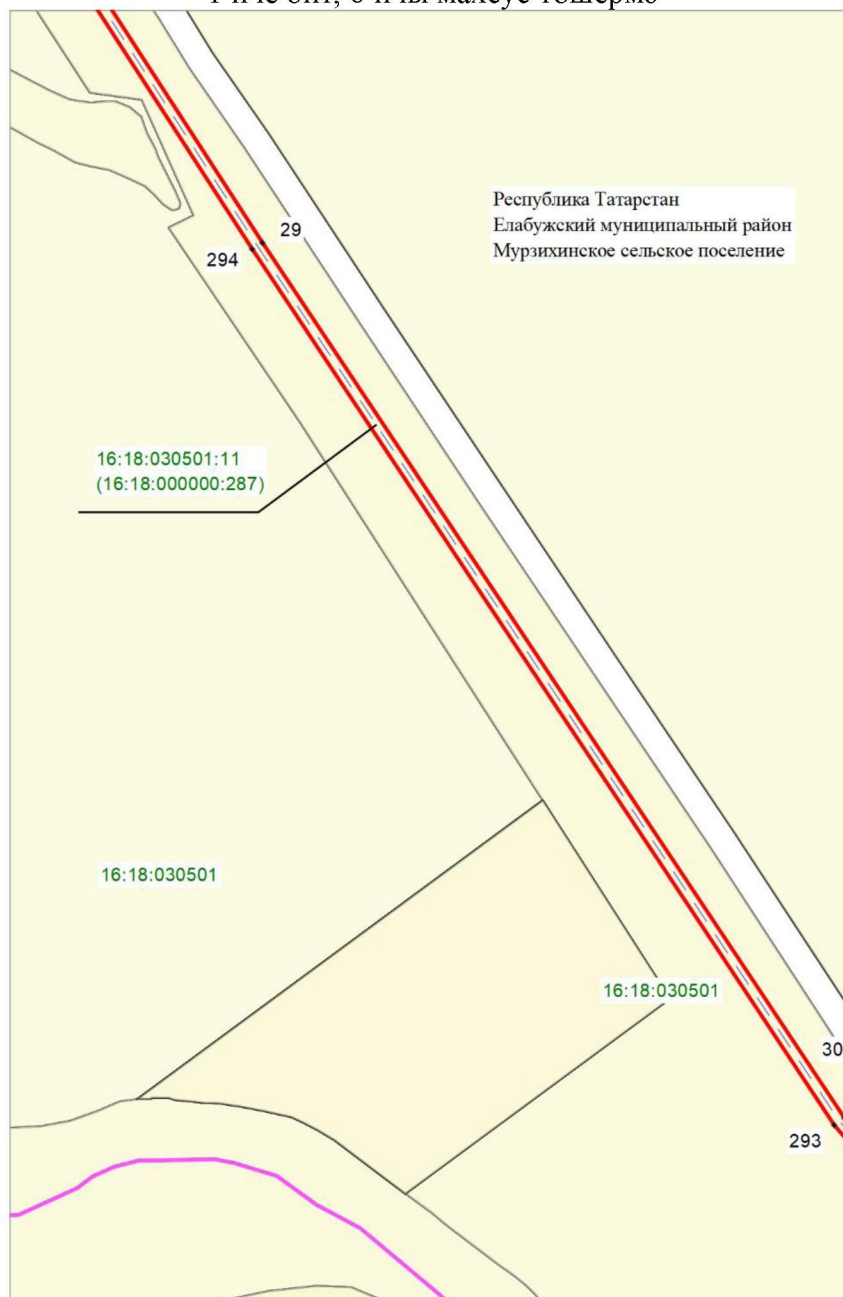 Республика Татарстан
Елабужский муниципальный район
Мурзихинское сельское поселение
29
294
16:18:030501:11
(16:18:000000:287)
16:18:030501
16:18:030501
30
293